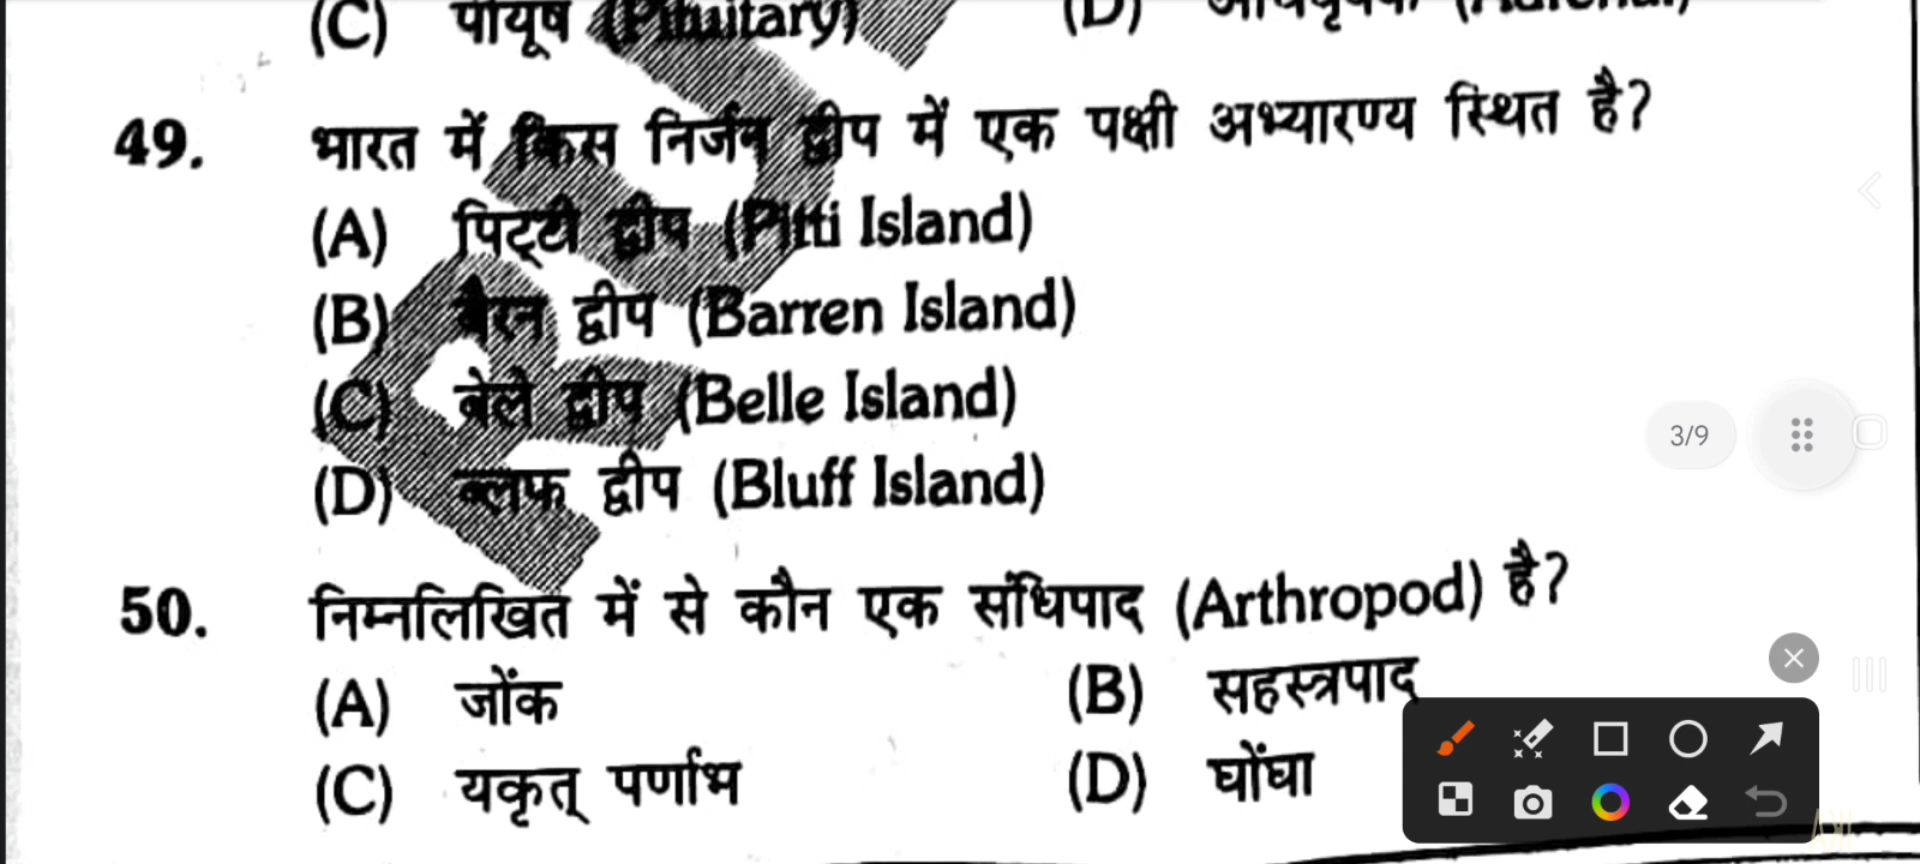 (C) पीयूष (Pituitary) (D)
49. भारत में किस निर्जन द्वीप में एक पक्षी अभ्यारण्य स्थित है?
(A) पिट्टी द्वीप (Pitti Island)
(B) बैरन द्वीप (Barren Island)
(C) बेले द्वीप (Belle Island)
(D) ब्लफ द्वीप (Bluff Island)
3/9
50. निम्नलिखित में से कौन एक संधिपाद (Arthropod) है?
(A) जोंक (B) सहस्त्रपाद
(C) यकृत् पर्णाभ (D) घोंघा